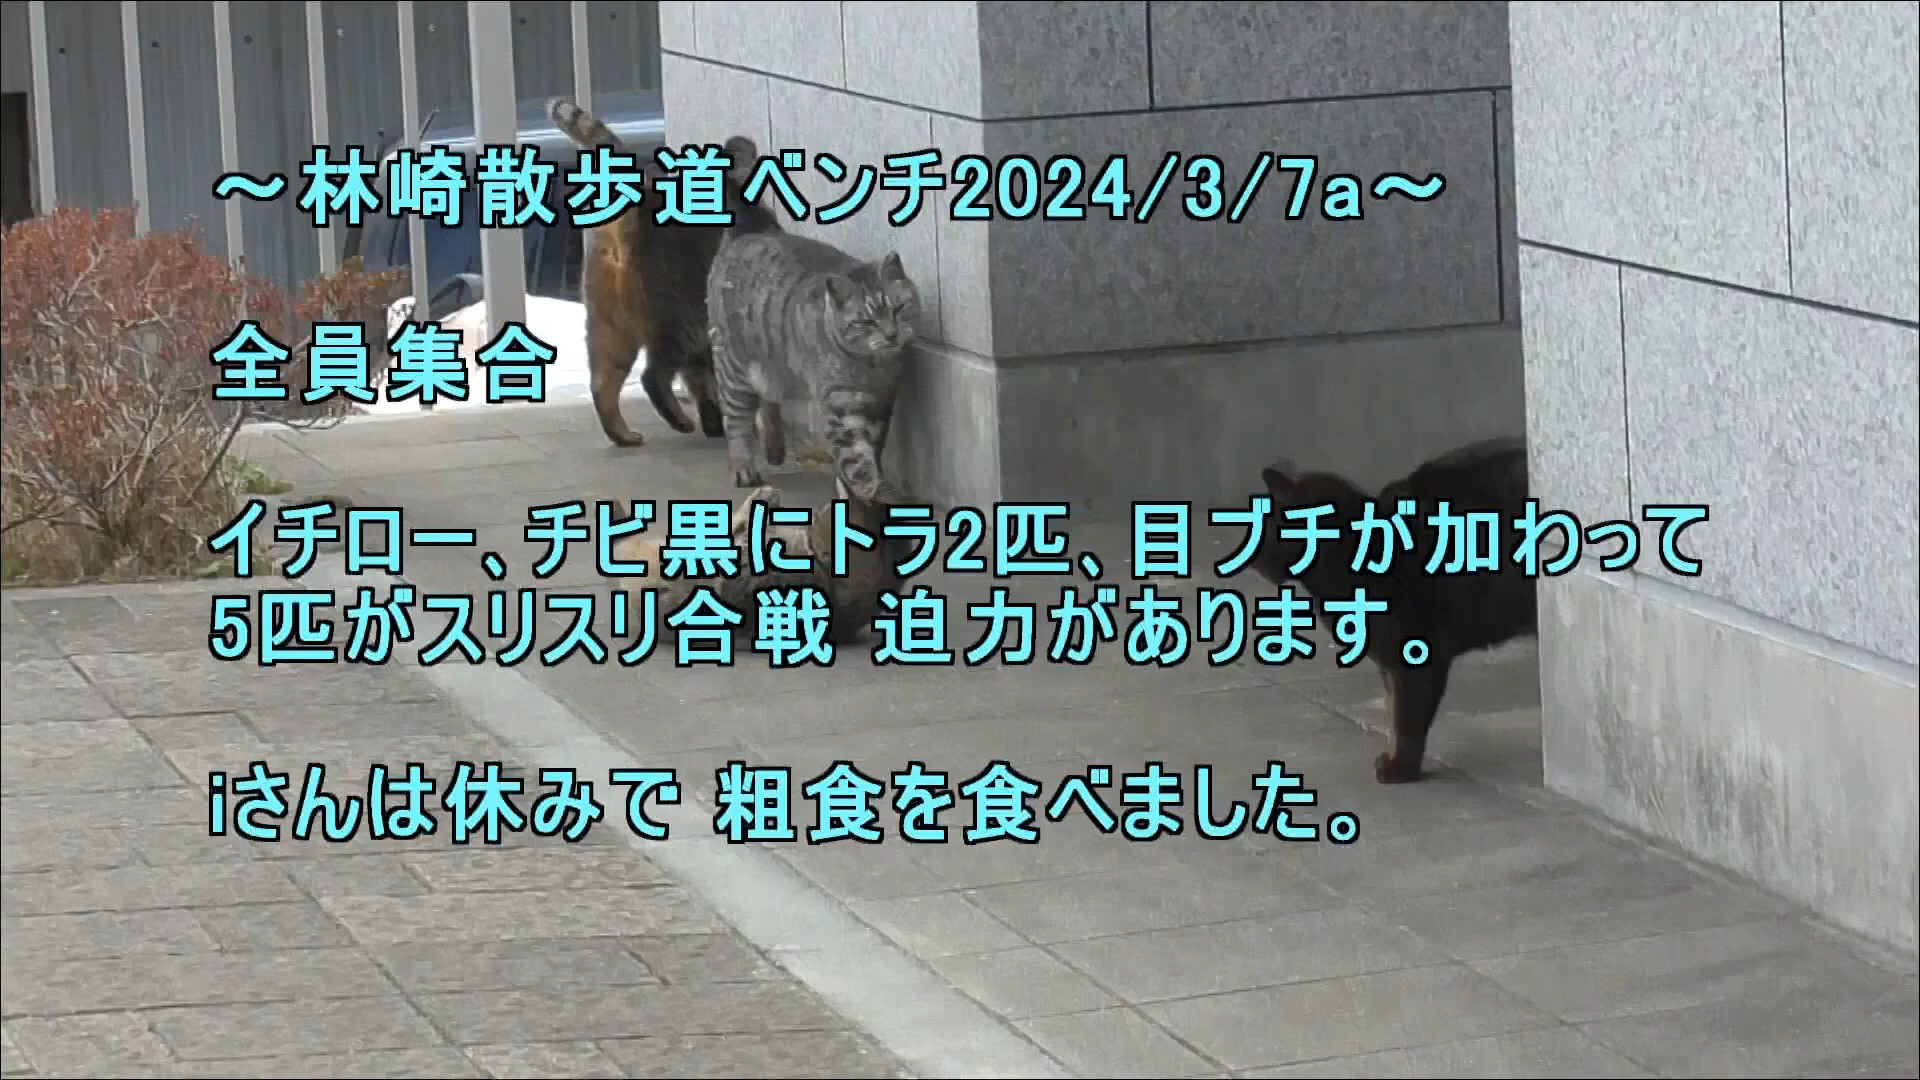 ～林崎散歩道ベンチ2024/3/7a～
全員集合
イチロー、チビ黒にトラ2匹、目ブチが加わって
5匹がスリスリ合戦 迫力があります。
iさんは休みで 粗食を食べました。